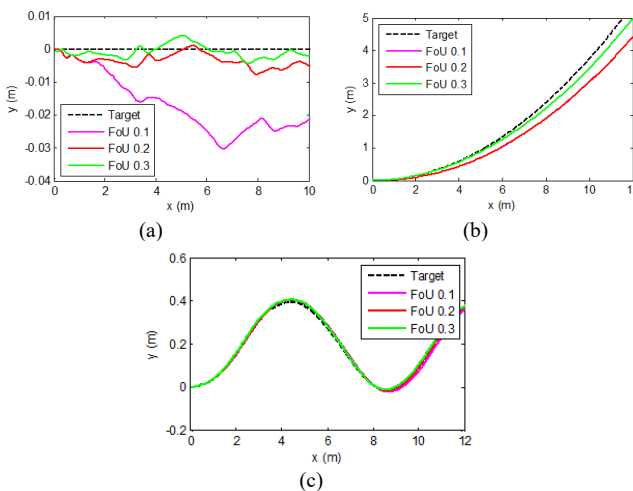 0.01
0
-0.01
-0.02
-0.03
-0.04
y (m)
Target
FoU 0.1
FoU 0.2
FoU 0.3
0 2 4 6 8 10
x (m)
(a)
5
4
3
2
1
0
y (m)
Target
FoU 0.1
FoU 0.2
FoU 0.3
0 2 4 6 8 10 12
x (m)
(b)
0.6
0.4
0.2
0
-0.2
y (m)
Target
FoU 0.1
FoU 0.2
FoU 0.3
0 2 4 6 8 10 12
x (m)
(c)